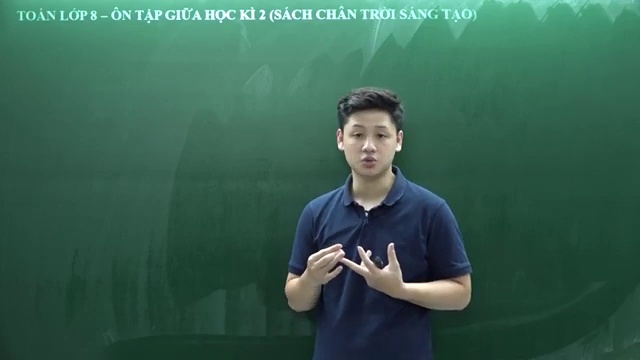 TOÁN LỚP 8 – ÔN TẬP GIỮA HỌC KÌ 2 (SÁCH CHÂN TRỜI SÁNG TẠO)